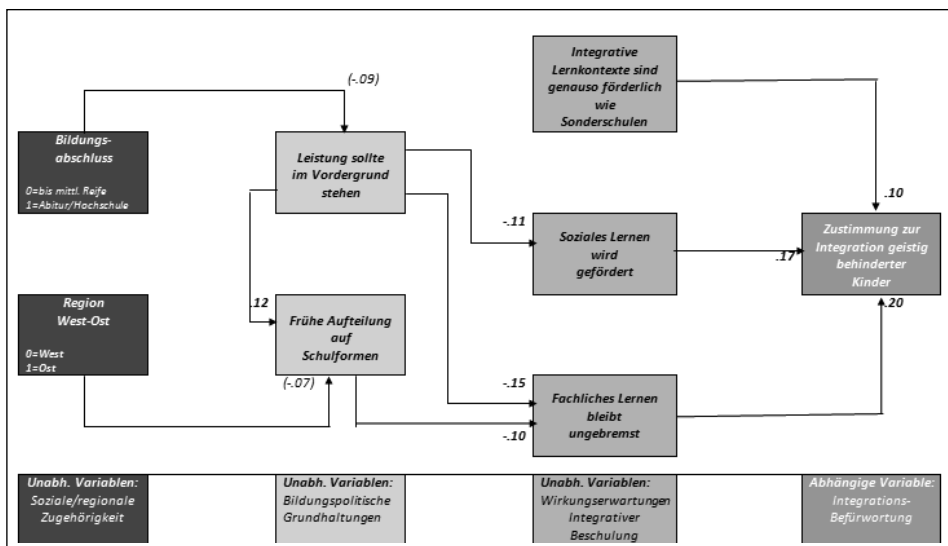 Integrative
Lernkontexte sind
genauso förderlich
wie
Sonderschulen
(-.09)
Bildungs-
abschluss
0=bis mittl. Reife
1=Abitur/Hochschule
Leistung sollte
im Vordergrund
stehen
.10
-.11
Soziales Lernen
wird
gefördert
.17
Zustimmung zur
Integration geistig
behinderter
Kinder
.20
Region
West-Ost
0=West
1=Ost
.12
Frühe Aufteilung
auf
Schulformen
(-.07)
-.15
-.10
Fachliches Lernen
bleibt
ungebremst
Unabh. Variablen:
Soziale/regionale
Zugehörigkeit
Unabh. Variablen:
Bildungspolitische
Grundhaltungen
Unabh. Variablen:
Wirkungserwartungen
Integrativer
Beschulung
Abhängige Variable:
Integrations-
Befürwortung